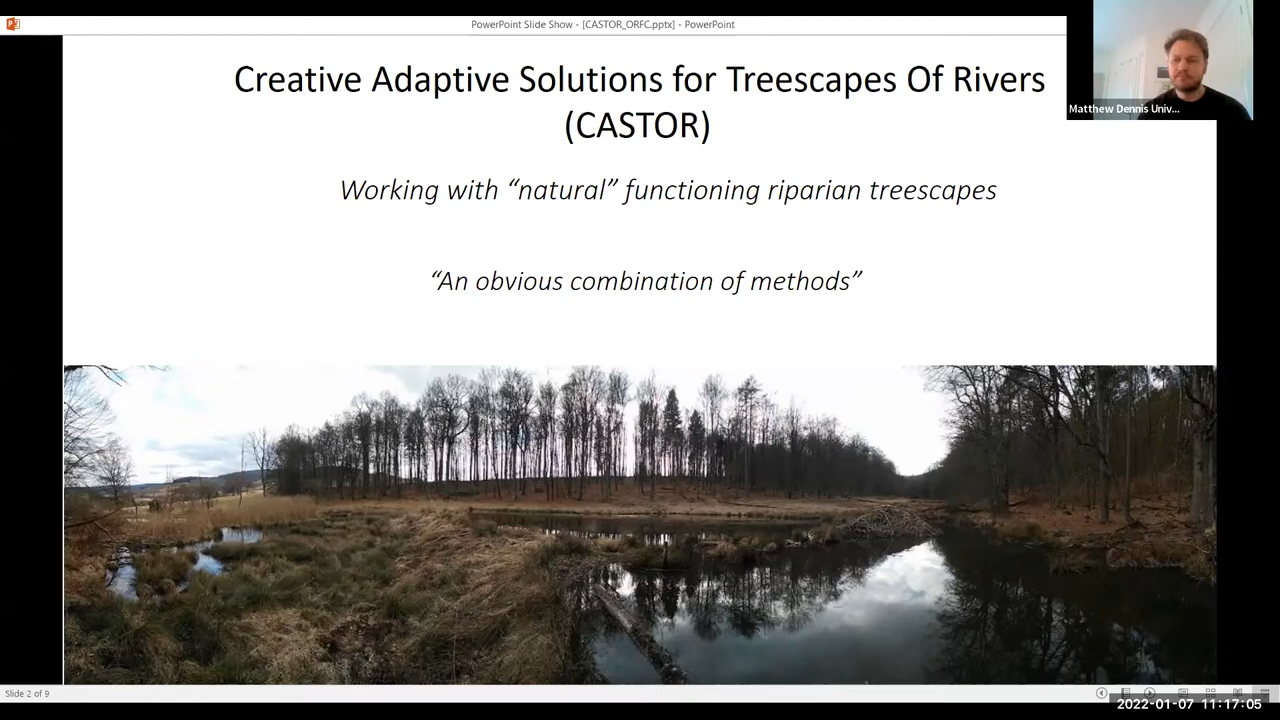 PowerPoint Slide Show - [CASTOR_ORFC.pptx] - PowerPoint
Creative Adaptive Solutions for Treescapes Of Rivers
(CASTOR)
Matthew Dennis Univ...
Working with “natural” functioning riparian treescapes
“An obvious combination of methods”
Slide 2 of 9
2022-01-07 11:17:05